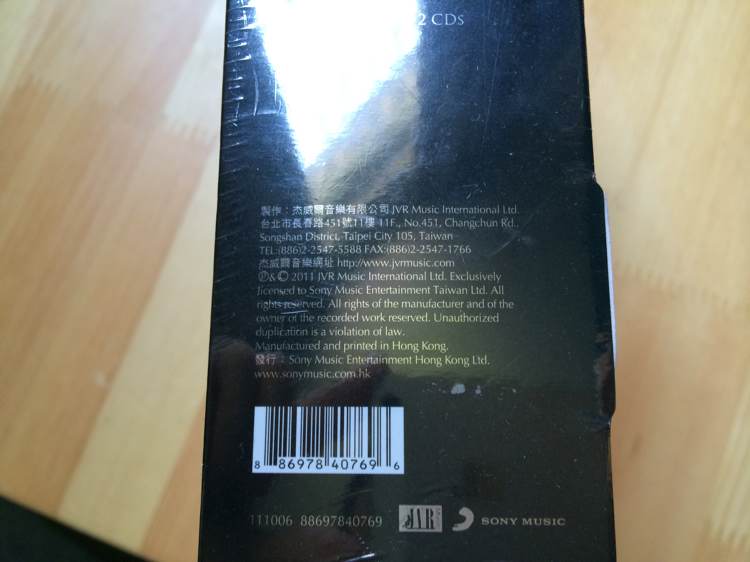 2 CDs
製作：杰威爾音樂有限公司 JVR Music International Ltd.
台北市長春路451號11樓 11F., No.451, Changchun Rd.,
Songshan District, Taipei City 105, Taiwan
TEL:(886)2-2547-5588 FAX:(886)2-2547-1766
杰威爾音樂網址 http://www.jvrmusic.com
℗&© 2011 JVR Music International Ltd. Exclusively
licensed to Sony Music Entertainment Taiwan Ltd. All
rights reserved. All rights of the manufacturer and of the
owner of the recorded work reserved. Unauthorized
duplication is a violation of law.
Manufactured and printed in Hong Kong.
發行：Sony Music Entertainment Hong Kong Ltd.
www.sonymusic.com.hk
8 86978 40769 6
111006 88697840769 JVR SONY MUSIC